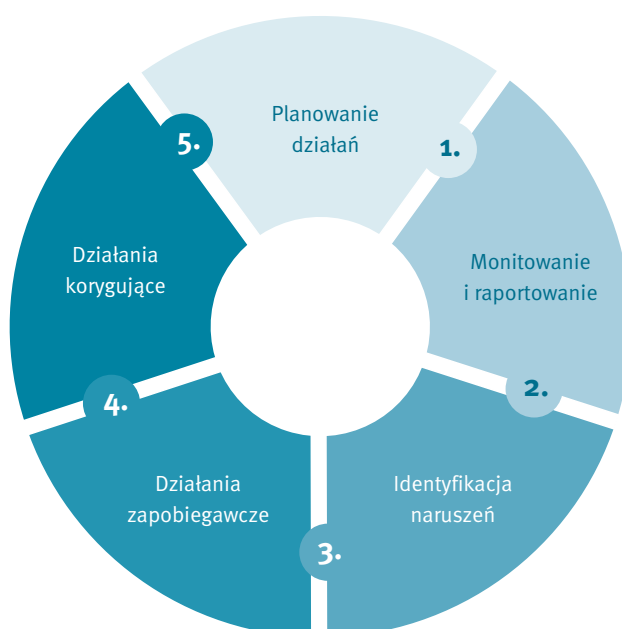 Planowanie
działań
1.
Monitowanie
i raportowanie
2.
Identyfikacja
naruszeń
3.
Działania
zapobiegawcze
4.
Działania
korygujące
5.